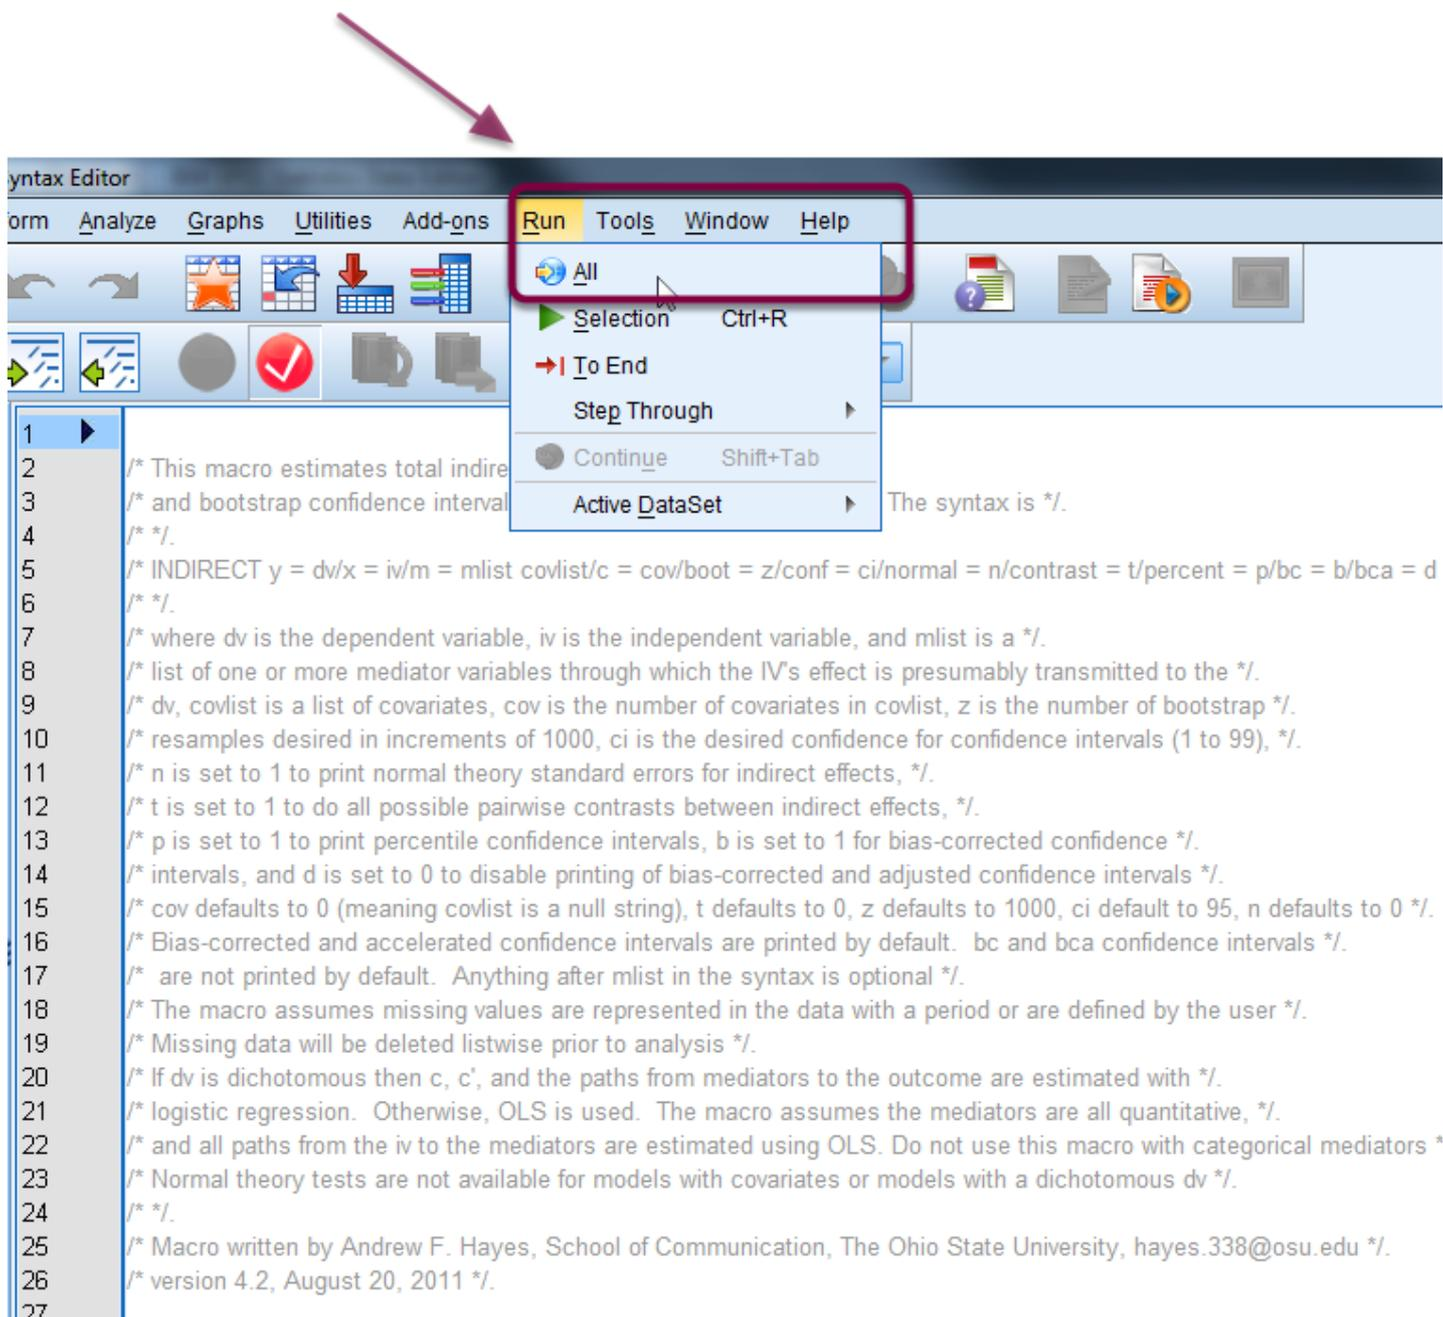 yntax Editor
orm Analyze Graphs Utilities Add-ons Run Tools Window Help
All
Selection Ctrl+R
To End
Step Through
Continue Shift+Tab
Active DataSet
1
2 /* This macro estimates total indire
3 /* and bootstrap confidence interval The syntax is */.
4 /* */.
5 /* INDIRECT y = dv/x = iv/m = mlist covlist/c = cov/boot = z/conf = ci/normal = n/contrast = t/percent = p/bc = b/bca = d
6 /* */.
7 /* where dv is the dependent variable, iv is the independent variable, and mlist is a */.
8 /* list of one or more mediator variables through which the IV's effect is presumably transmitted to the */.
9 /* dv, covlist is a list of covariates, cov is the number of covariates in covlist, z is the number of bootstrap */.
10 /* resamples desired in increments of 1000, ci is the desired confidence for confidence intervals (1 to 99), */.
11 /* n is set to 1 to print normal theory standard errors for indirect effects, */.
12 /* t is set to 1 to do all possible pairwise contrasts between indirect effects, */.
13 /* p is set to 1 to print percentile confidence intervals, b is set to 1 for bias-corrected confidence */.
14 /* intervals, and d is set to 0 to disable printing of bias-corrected and adjusted confidence intervals */.
15 /* cov defaults to 0 (meaning covlist is a null string), t defaults to 0, z defaults to 1000, ci default to 95, n defaults to 0 */.
16 /* Bias-corrected and accelerated confidence intervals are printed by default.  bc and bca confidence intervals */.
17 /*  are not printed by default.  Anything after mlist in the syntax is optional */.
18 /* The macro assumes missing values are represented in the data with a period or are defined by the user */.
19 /* Missing data will be deleted listwise prior to analysis */.
20 /* If dv is dichotomous then c, c', and the paths from mediators to the outcome are estimated with */.
21 /* logistic regression.  Otherwise, OLS is used.  The macro assumes the mediators are all quantitative, */.
22 /* and all paths from the iv to the mediators are estimated using OLS. Do not use this macro with categorical mediators *
23 /* Normal theory tests are not available for models with covariates or models with a dichotomous dv */.
24 /* */.
25 /* Macro written by Andrew F. Hayes, School of Communication, The Ohio State University, hayes.338@osu.edu */.
26 /* version 4.2, August 20, 2011 */.
27